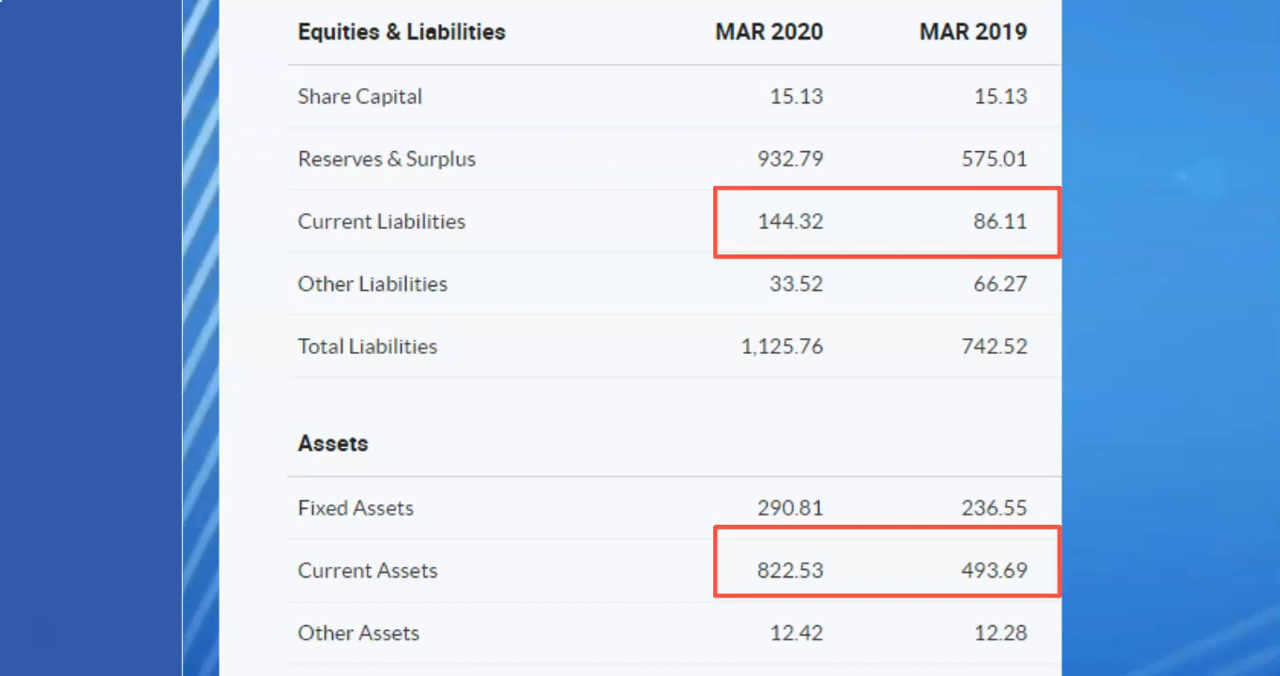 Equities & Liabilities MAR 2020 MAR 2019
Share Capital 15.13 15.13
Reserves & Surplus 932.79 575.01
Current Liabilities 144.32 86.11
Other Liabilities 33.52 66.27
Total Liabilities 1,125.76 742.52
Assets
Fixed Assets 290.81 236.55
Current Assets 822.53 493.69
Other Assets 12.42 12.28